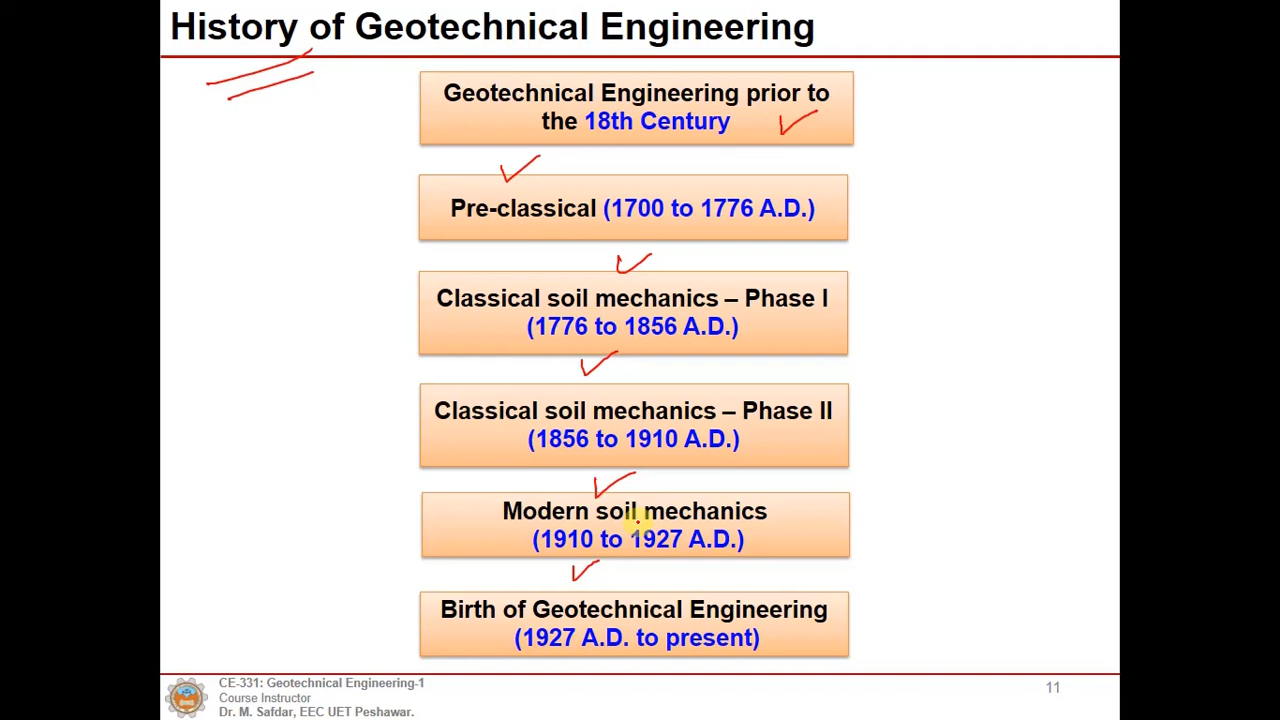 History of Geotechnical Engineering
Geotechnical Engineering prior to
the 18th Century
Pre-classical (1700 to 1776 A.D.)
Classical soil mechanics – Phase I
(1776 to 1856 A.D.)
Classical soil mechanics – Phase II
(1856 to 1910 A.D.)
Modern soil mechanics
(1910 to 1927 A.D.)
Birth of Geotechnical Engineering
(1927 A.D. to present)
CE-331: Geotechnical Engineering-1
Course Instructor
Dr. M. Safdar, EEC UET Peshawar.
11